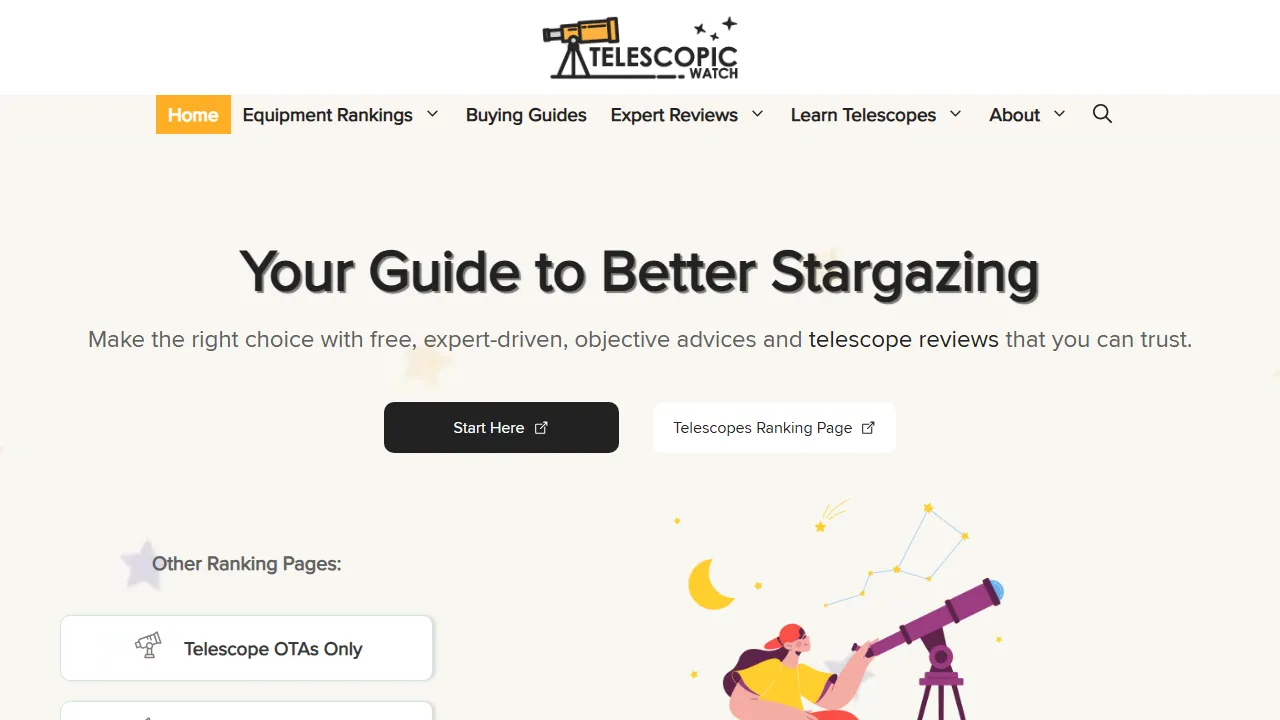 TELESCOPIC
WATCH
Home Equipment Rankings Buying Guides Expert Reviews Learn Telescopes About
Your Guide to Better Stargazing
Make the right choice with free, expert-driven, objective advices and telescope reviews that you can trust.
Start Here Telescopes Ranking Page
Other Ranking Pages:
Telescope OTAs Only